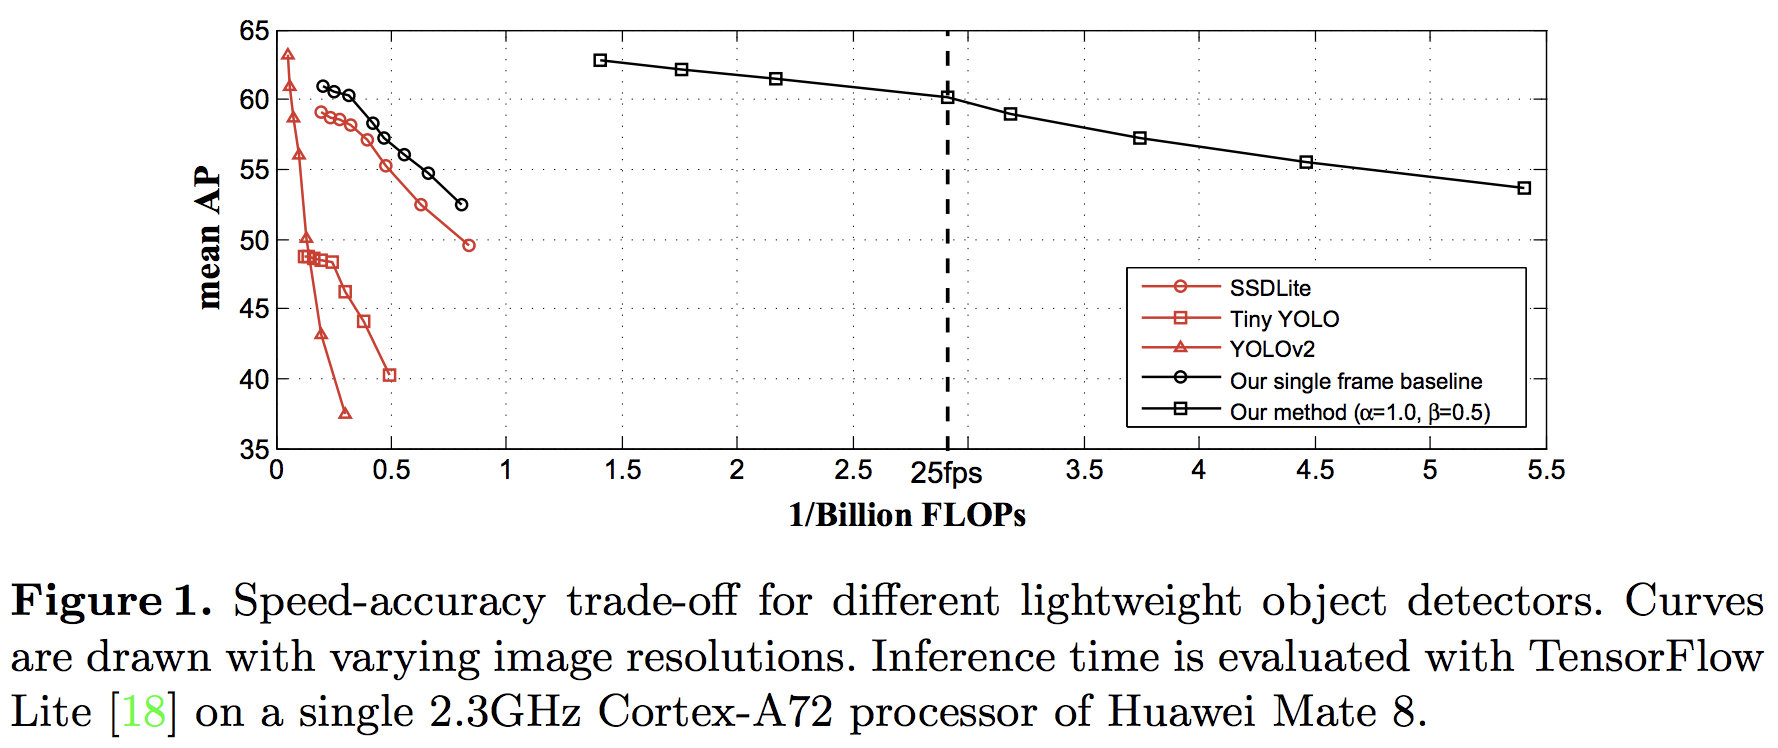 65
60
55
50
45
40
35
mean AP
0 0.5 1 1.5 2 2.5 25fps 3.5 4 4.5 5 5.5
1/Billion FLOPs
SSDLite
Tiny YOLO
YOLOv2
Our single frame baseline
Our method (α=1.0, β=0.5)
Figure 1. Speed-accuracy trade-off for different lightweight object detectors. Curves
are drawn with varying image resolutions. Inference time is evaluated with TensorFlow
Lite [18] on a single 2.3GHz Cortex-A72 processor of Huawei Mate 8.